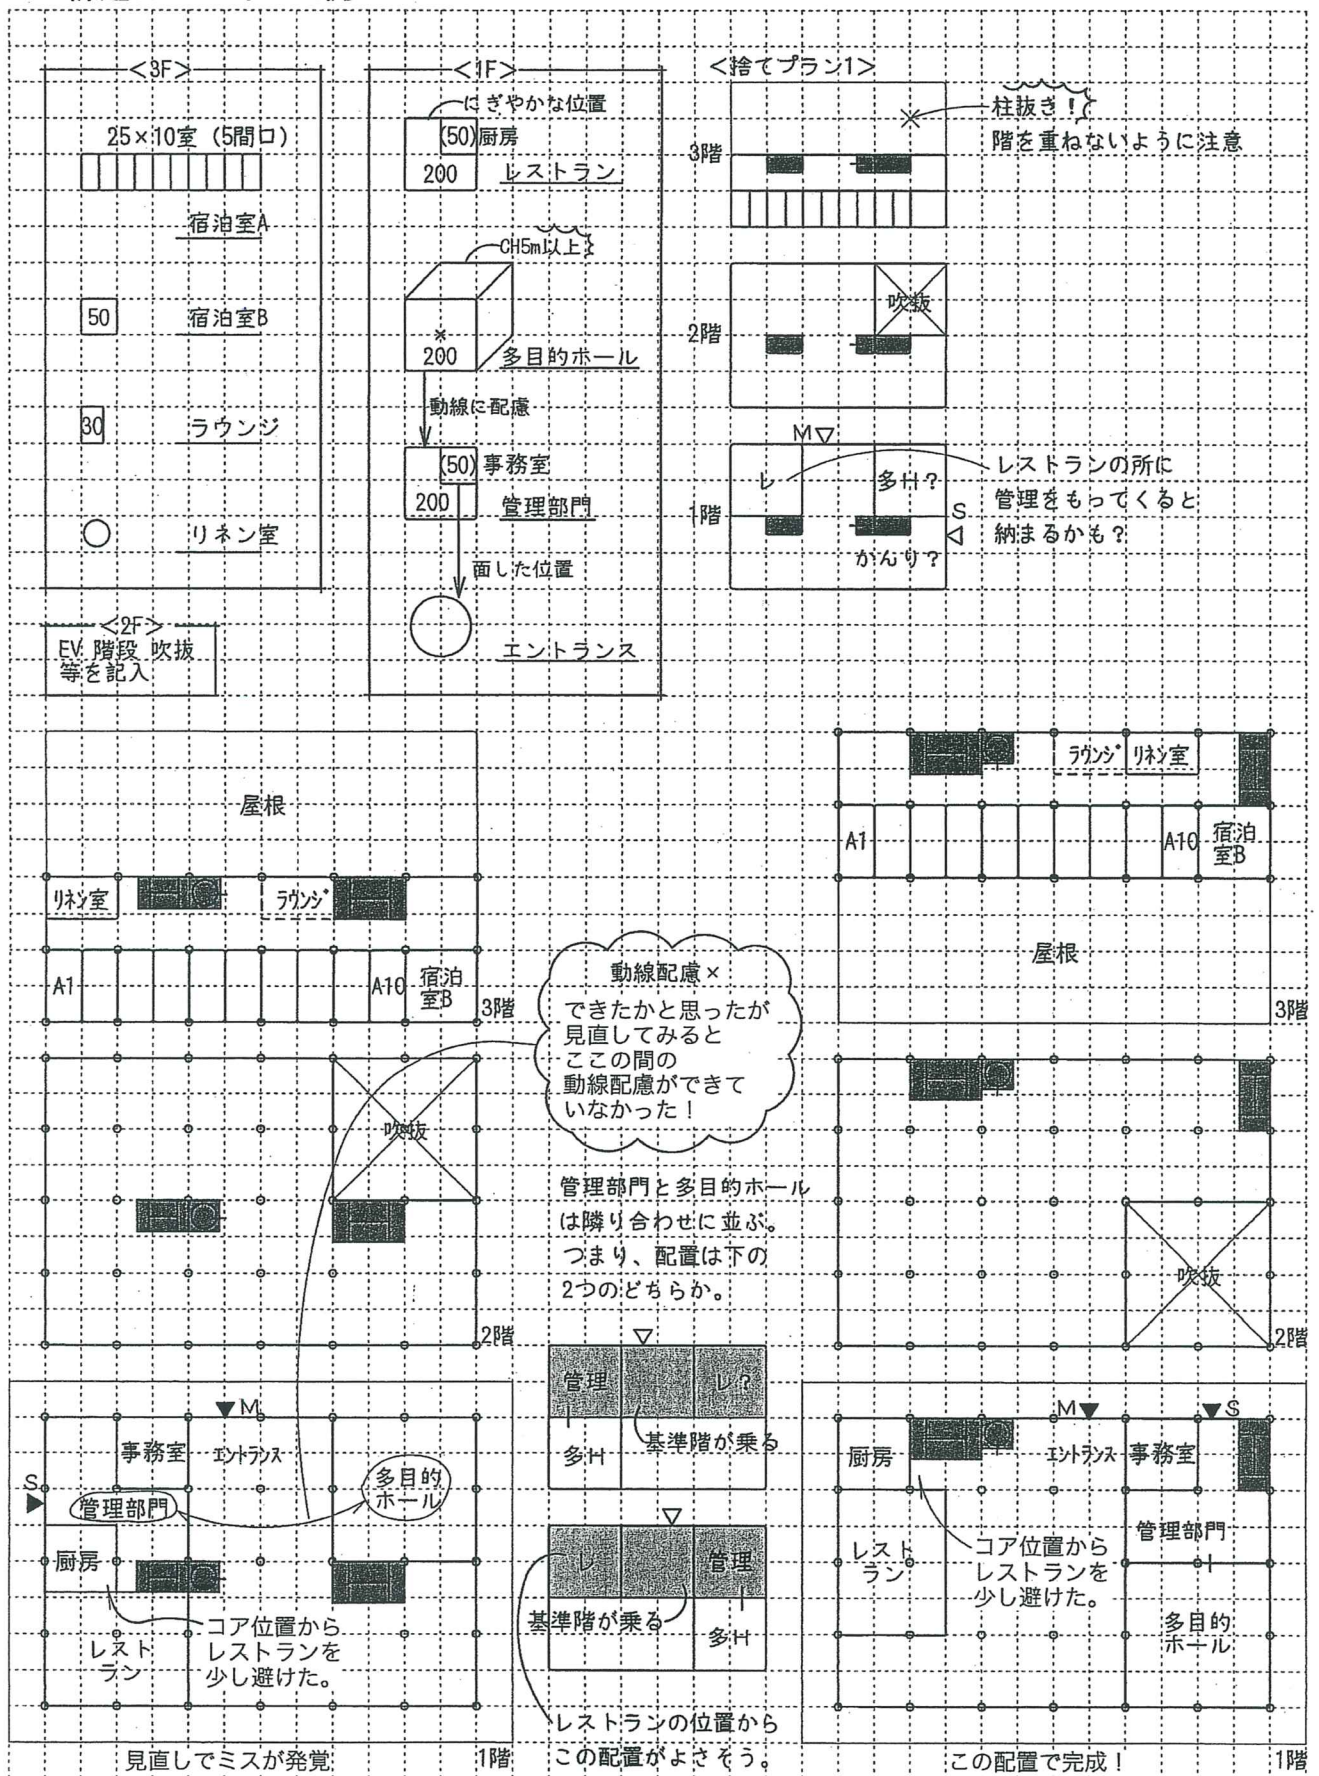 <3F>
25×10室 (5間口)
宿泊室A
50
宿泊室B
30
ラウンジ
リネン室
<2F>
EV 階段 吹抜
等を記入
<1F>
にぎやかな位置
(50)厨房
200
レストラン
CH5m以上
×
200
多目的ホール
動線に配慮
(50)事務室
200
管理部門
面した位置
エントランス
<捨てプラン1>
柱抜き!
階を重ねないように注意
3階
吹抜
2階
M
レ
多H?
S
1階
かんり?
レストランの所に
管理をもってくると
納まるかも?
屋根
リネン室
ラウンジ
A1
A10
宿泊
室B
3階
吹抜
2階
M
事務室
エントランス
S
管理部門
多目的
ホール
厨房
コア位置から
レストランを
少し避けた。
レスト
ラン
見直しでミスが発覚
1階
動線配慮×
できたかと思ったが
見直してみると
ここの間の
動線配慮ができて
いなかった!
管理部門と多目的ホール
は隣り合わせに並ぶ。
つまり、配置は下の
2つのどちらか。
管理
レ?
基準階が乗る
多H
レ
管理
基準階が乗る
多H
レストランの位置から
この配置がよさそう。
ラウンジ
リネン室
A1
A10
宿泊
室B
屋根
3階
吹抜
2階
M
S
厨房
エントランス
事務室
レスト
ラン
コア位置から
レストランを
少し避けた。
管理部門
多目的
ホール
この配置で完成!
1階